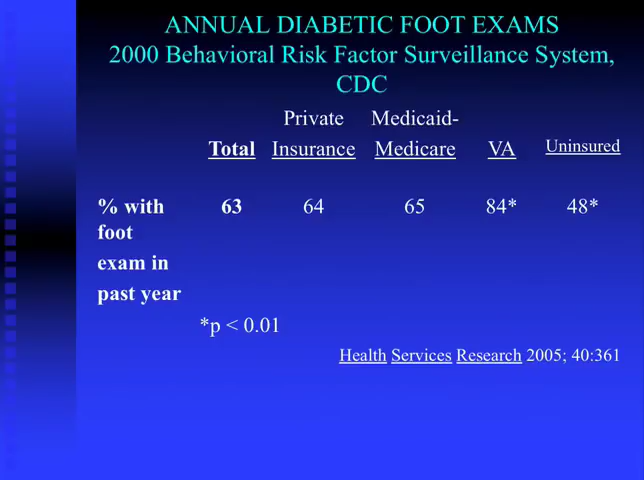 ANNUAL DIABETIC FOOT EXAMS
2000 Behavioral Risk Factor Surveillance System,
CDC
Private Medicaid-
Total Insurance Medicare VA Uninsured
% with 63 64 65 84* 48*
foot
exam in
past year
*p < 0.01
Health Services Research 2005; 40:361